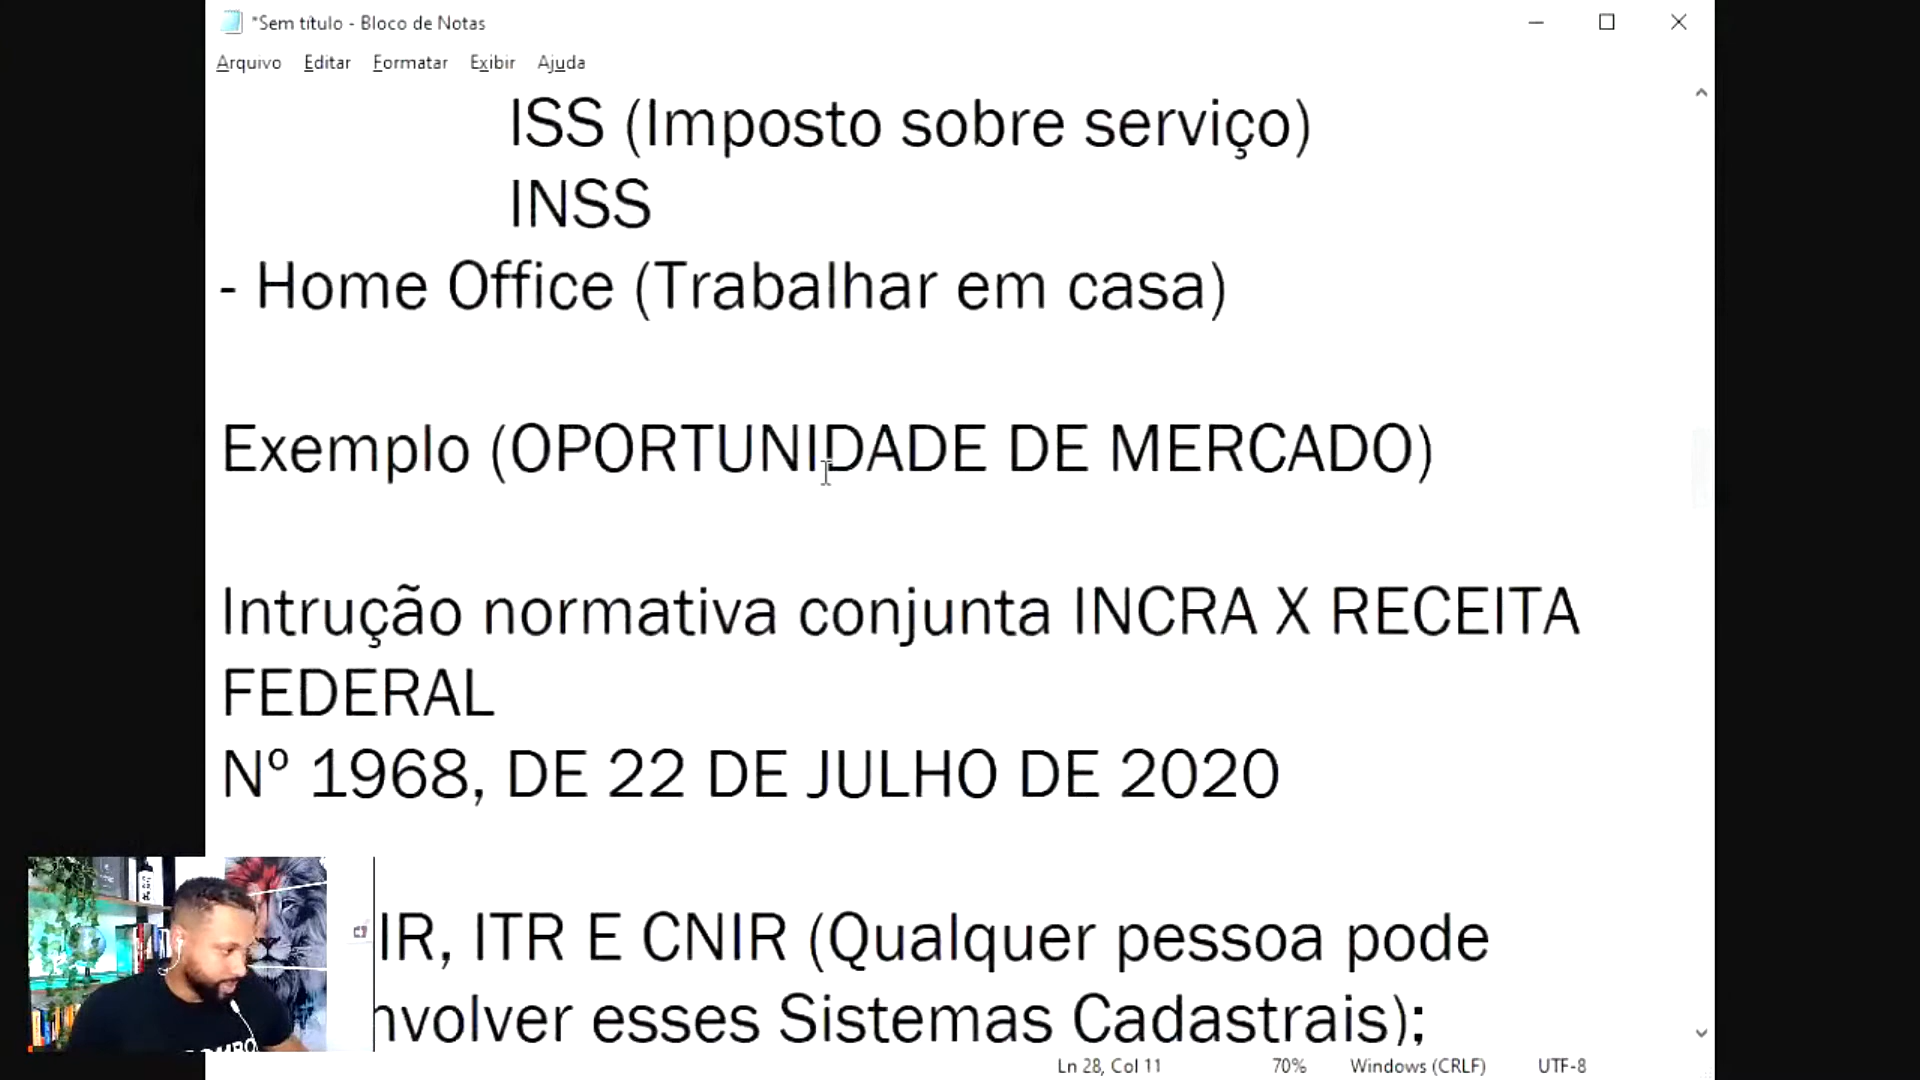 *Sem título - Bloco de Notas
Arquivo Editar Formatar Exibir Ajuda
ISS (Imposto sobre serviço)
INSS
- Home Office (Trabalhar em casa)
Exemplo (OPORTUNIDADE DE MERCADO)
Intrução normativa conjunta INCRA X RECEITA
FEDERAL
Nº 1968, DE 22 DE JULHO DE 2020
IR, ITR E CNIR (Qualquer pessoa pode
nvolver esses Sistemas Cadastrais);
Ln 28, Col 11 70% Windows (CRLF) UTF-8